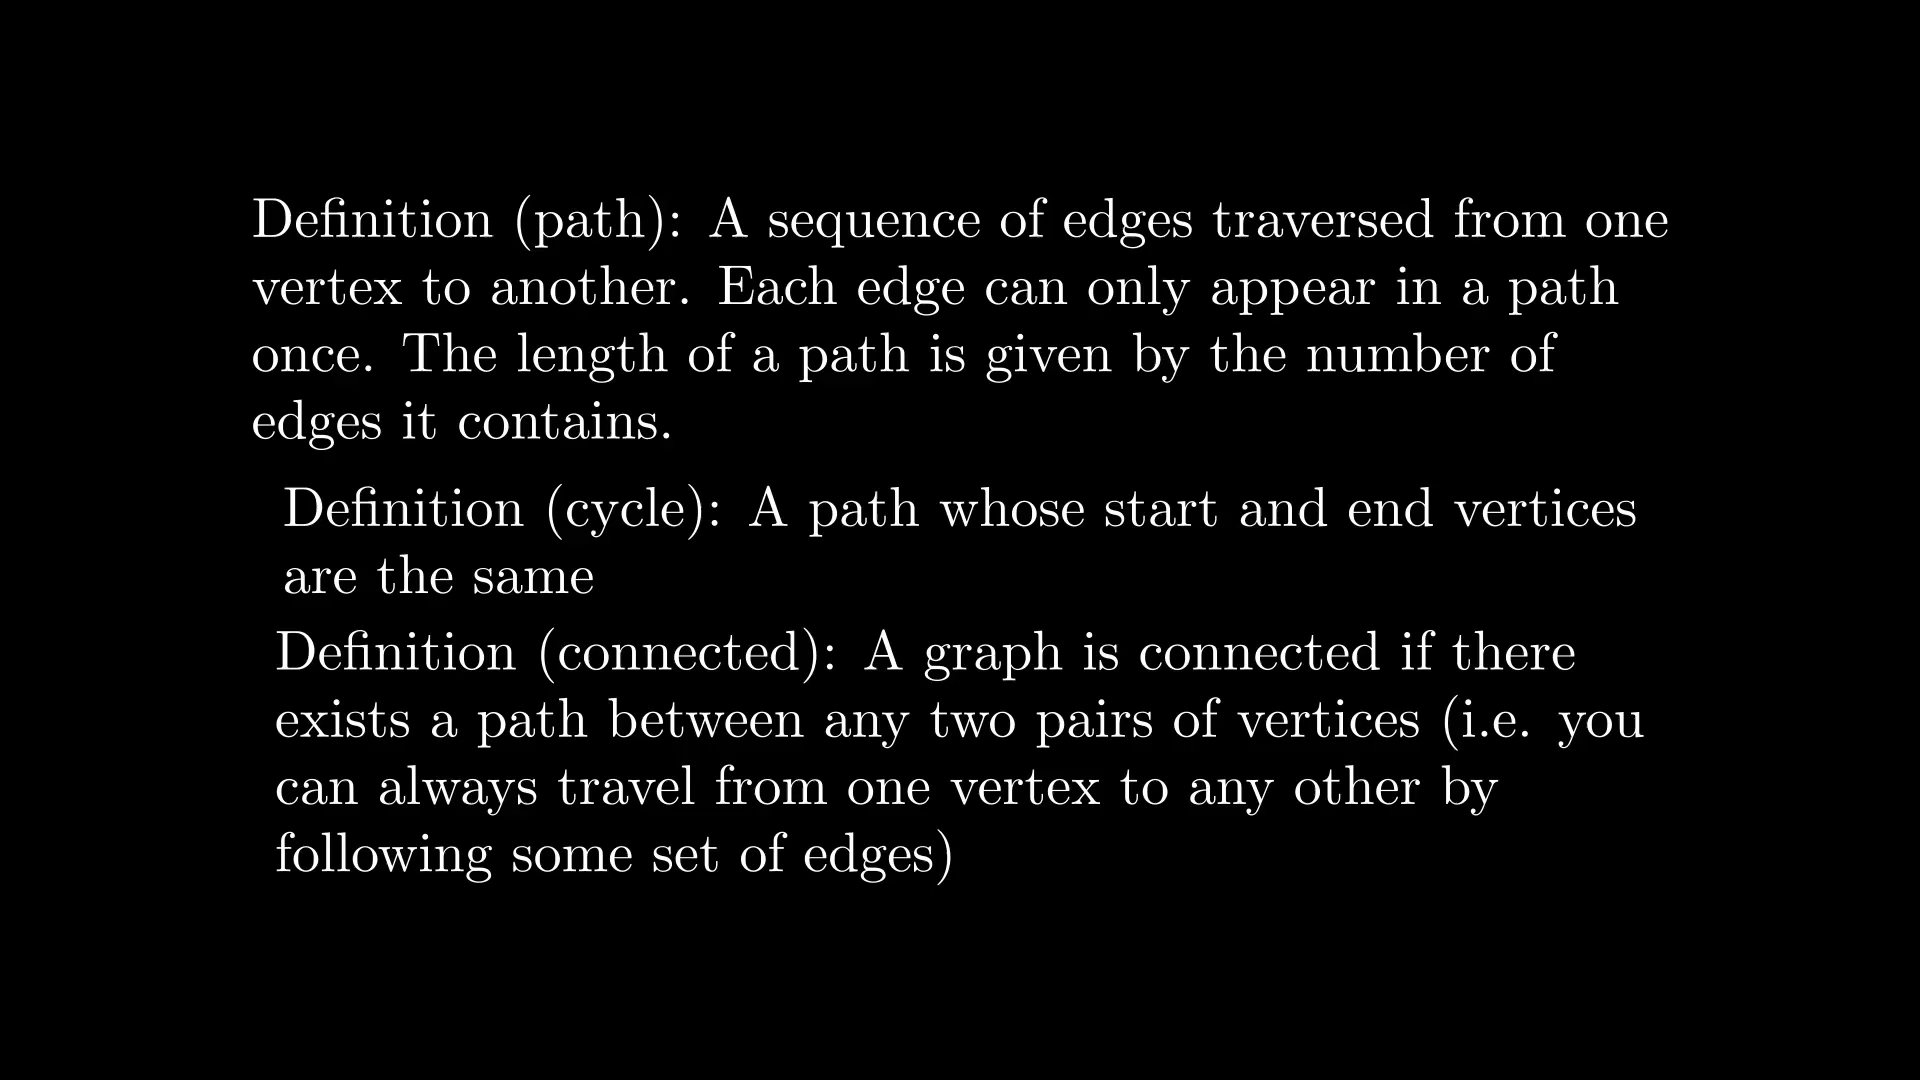 Definition (path): A sequence of edges traversed from one
vertex to another. Each edge can only appear in a path
once. The length of a path is given by the number of
edges it contains.
Definition (cycle): A path whose start and end vertices
are the same
Definition (connected): A graph is connected if there
exists a path between any two pairs of vertices (i.e. you
can always travel from one vertex to any other by
following some set of edges)